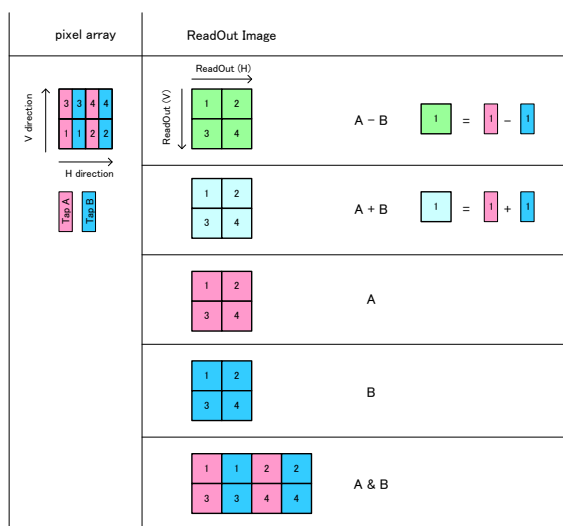 pixel array
ReadOut Image
V direction
3 3 4 4
1 1 2 2
H direction
Tap A
Tap B
ReadOut (H)
ReadOut (V)
1 2
3 4
A - B
1 = 1 - 1
1 2
3 4
A + B
1 = 1 + 1
1 2
3 4
A
1 2
3 4
B
1 1 2 2
3 3 4 4
A & B